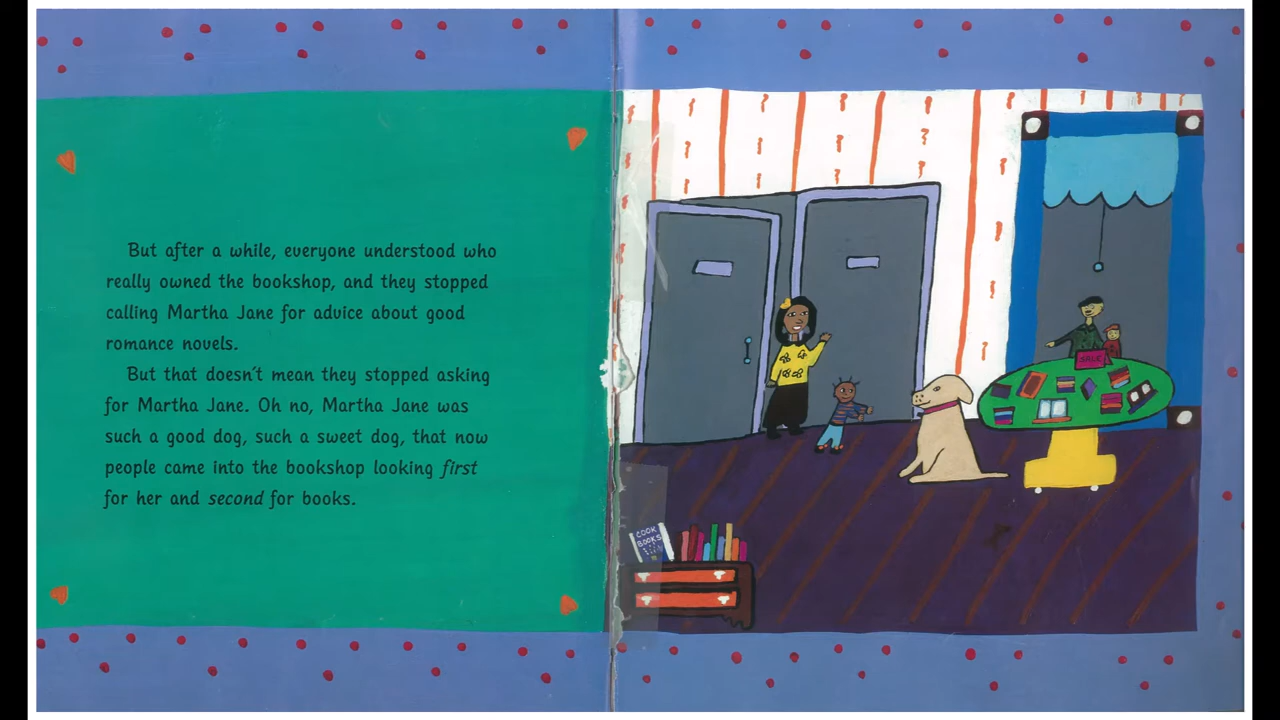 But after a while, everyone understood who
really owned the bookshop, and they stopped
calling Martha Jane for advice about good
romance novels.
But that doesn't mean they stopped asking
for Martha Jane. Oh no, Martha Jane was
such a good dog, such a sweet dog, that now
people came into the bookshop looking first
for her and second for books.
SALE
COOK
BOOKS